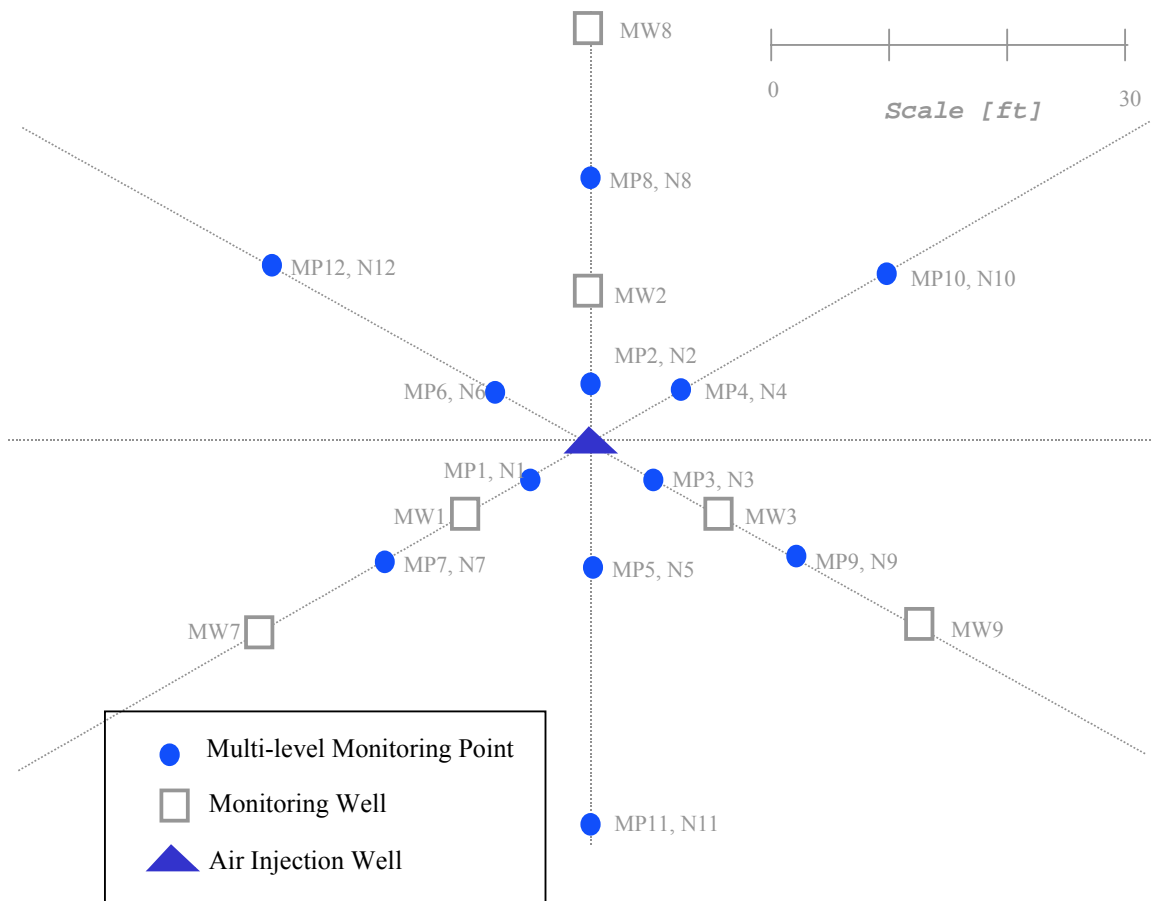 MW8
0
30
Scale [ft]
MP8, N8
MP12, N12
MP10, N10
MW2
MP2, N2
MP6, N6
MP4, N4
MP1, N1
MP3, N3
MW1
MW3
MP7, N7
MP5, N5
MP9, N9
MW7
MW9
Multi-level Monitoring Point
Monitoring Well
MP11, N11
Air Injection Well